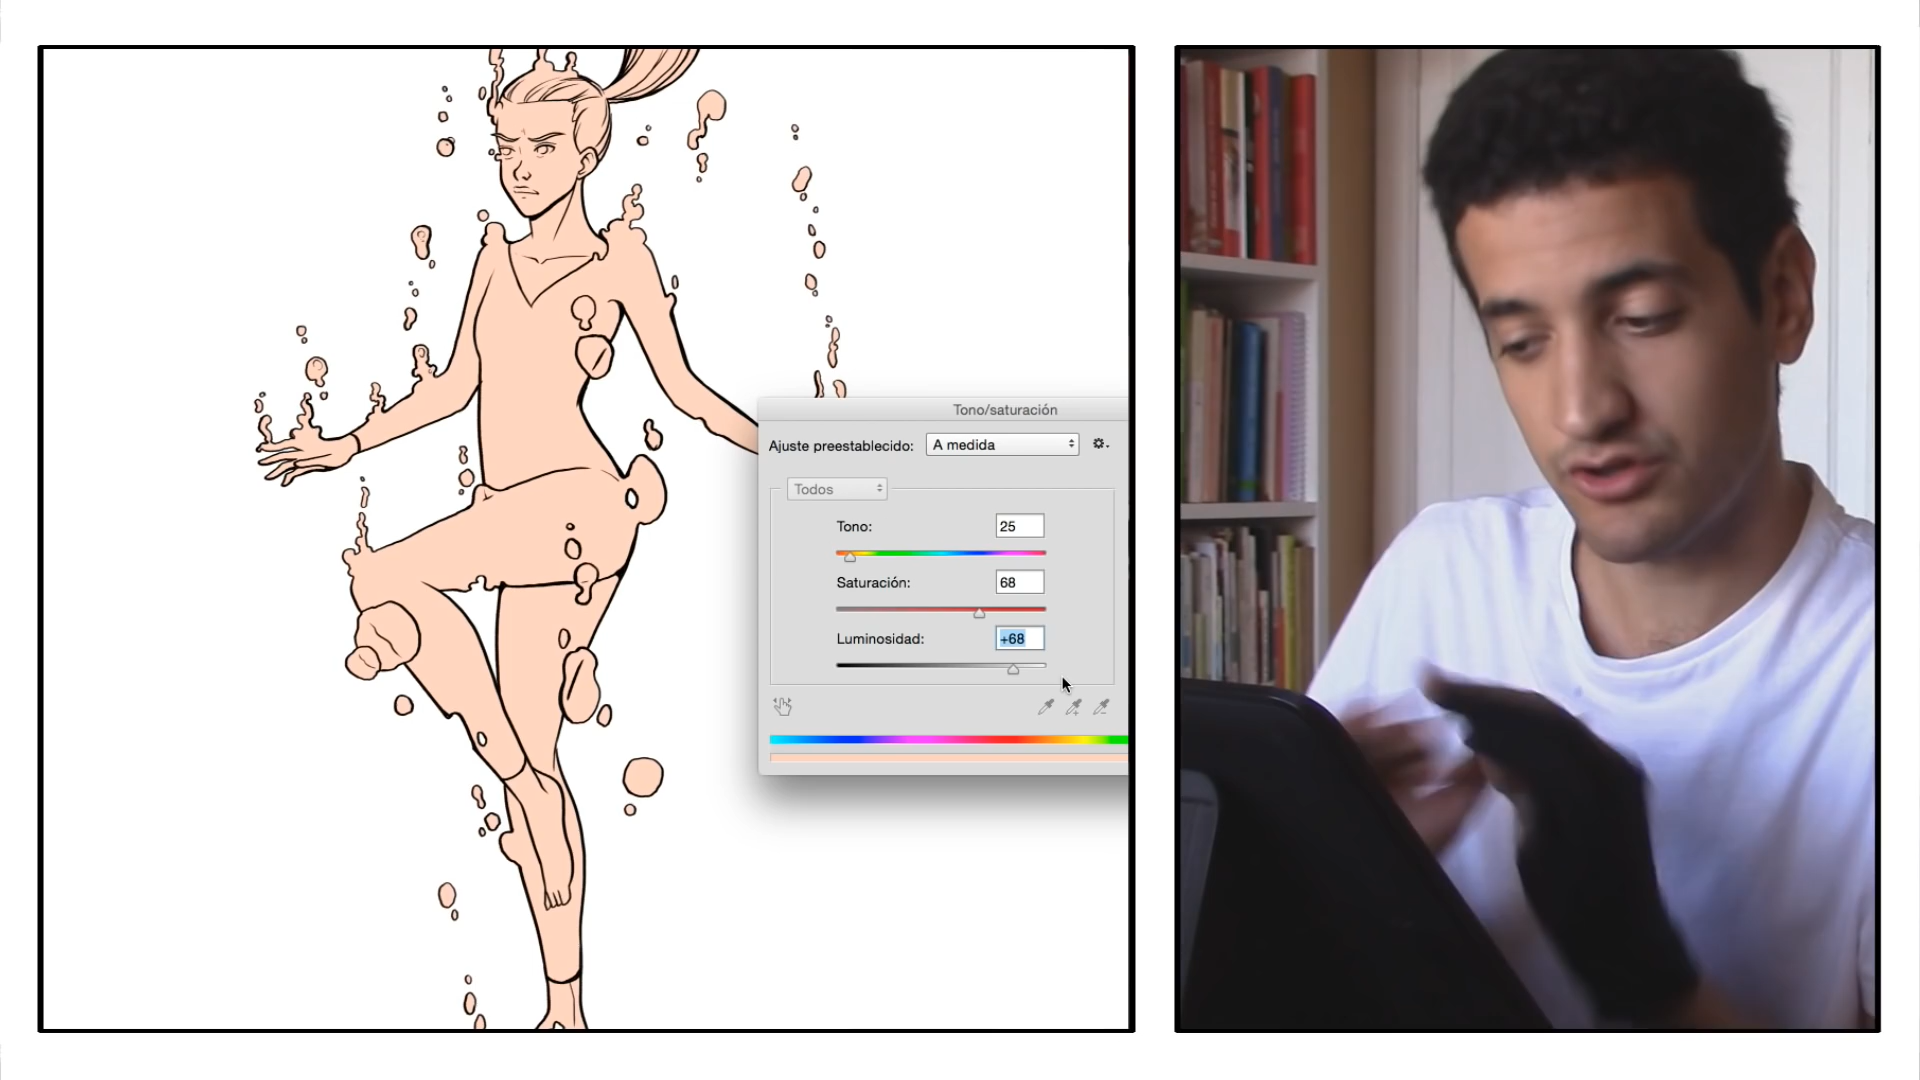 Tono/saturación
Ajuste preestablecido: A medida
Todos
Tono: 25
Saturación: 68
Luminosidad: +68